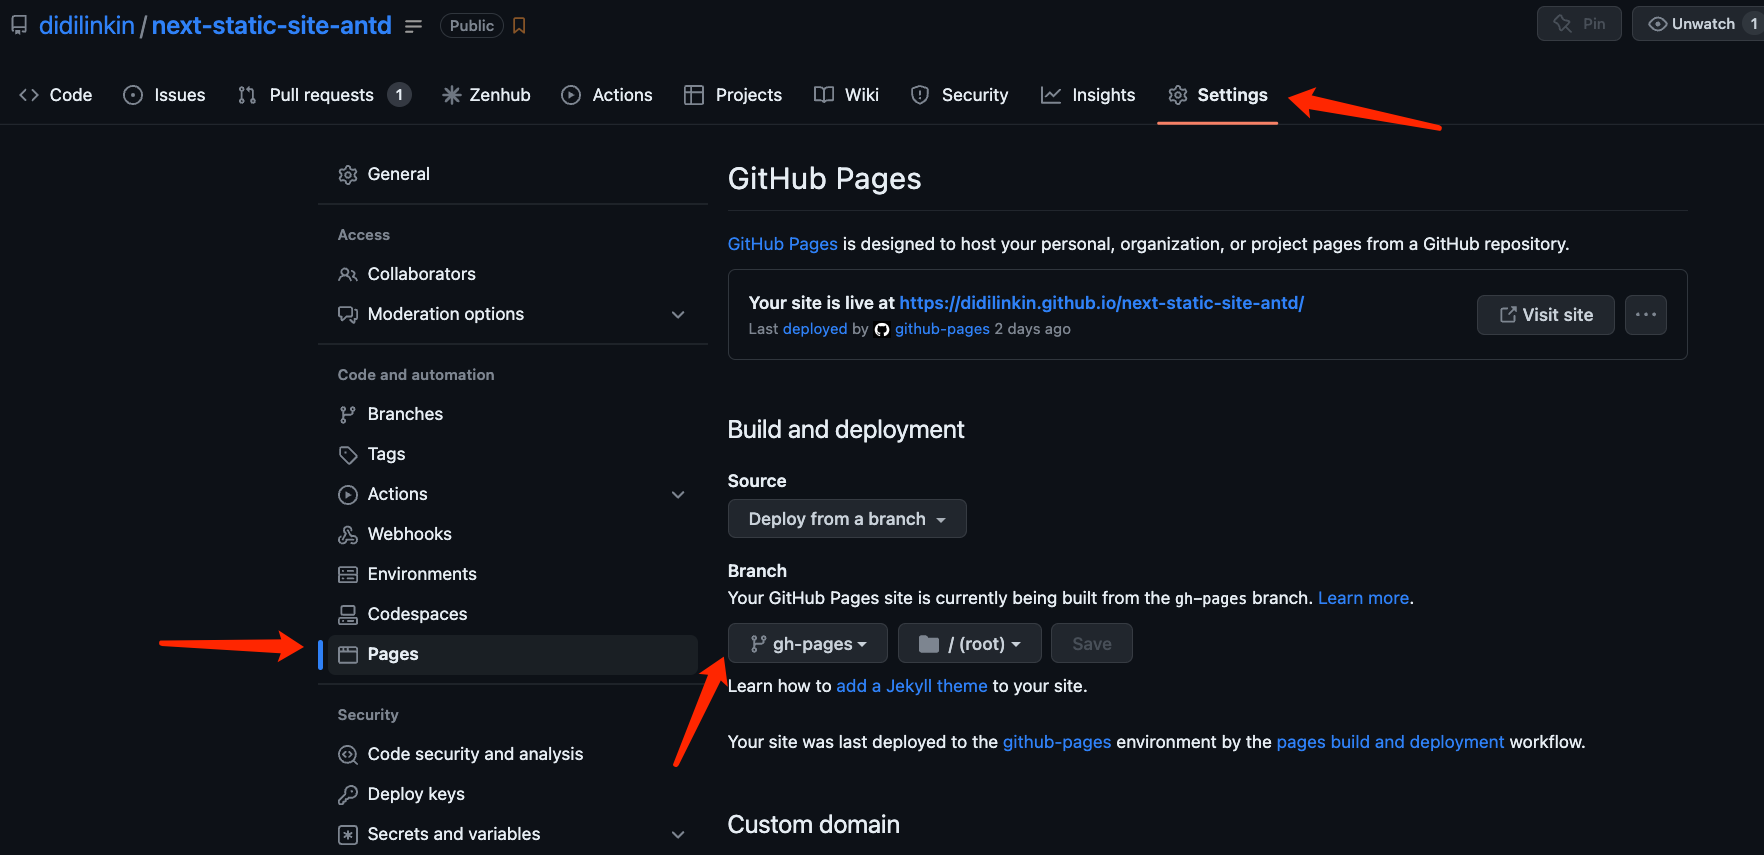 didilinkin / next-static-site-antd Public Pin Unwatch 1
Code Issues Pull requests 1 Zenhub Actions Projects Wiki Security Insights Settings
General
Access
Collaborators
Moderation options
Code and automation
Branches
Tags
Actions
Webhooks
Environments
Codespaces
Pages
Security
Code security and analysis
Deploy keys
Secrets and variables
GitHub Pages
GitHub Pages is designed to host your personal, organization, or project pages from a GitHub repository.
Your site is live at https://didilinkin.github.io/next-static-site-antd/
Last deployed by github-pages 2 days ago
Visit site
Build and deployment
Source
Deploy from a branch
Branch
Your GitHub Pages site is currently being built from the gh-pages branch. Learn more.
gh-pages / (root) Save
Learn how to add a Jekyll theme to your site.
Your site was last deployed to the github-pages environment by the pages build and deployment workflow.
Custom domain